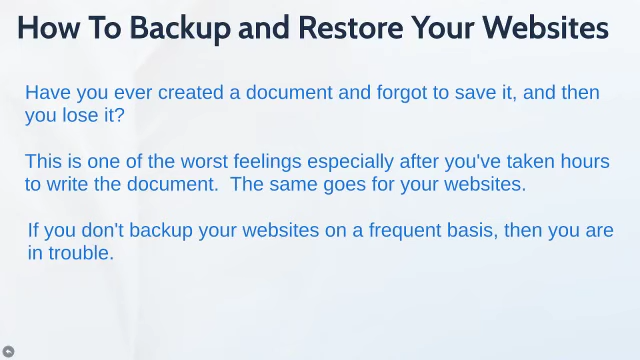 How To Backup and Restore Your Websites
Have you ever created a document and forgot to save it, and then
you lose it?
This is one of the worst feelings especially after you've taken hours
to write the document.  The same goes for your websites.
If you don't backup your websites on a frequent basis, then you are
in trouble.